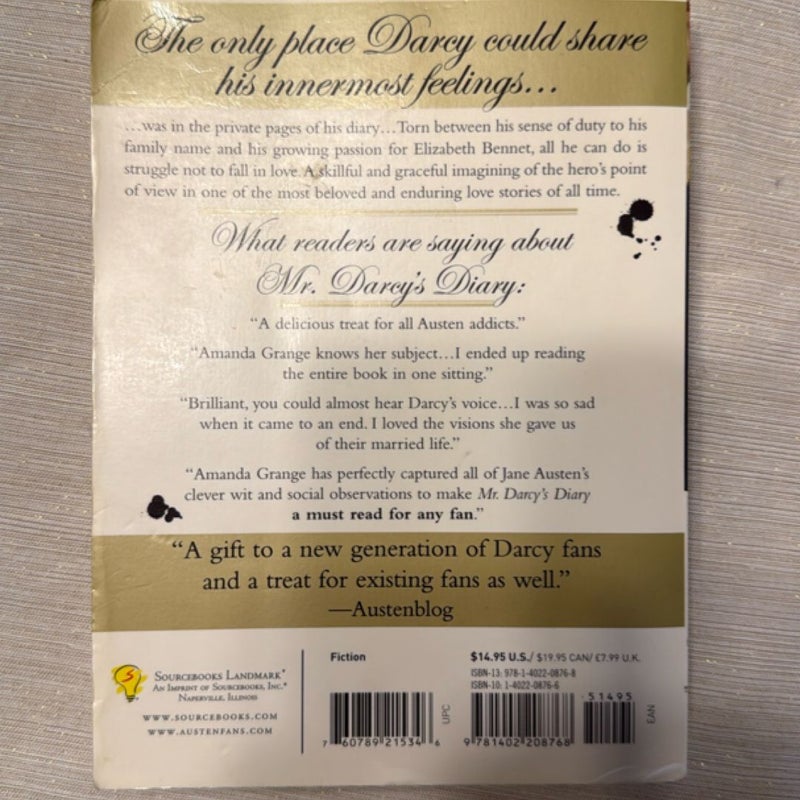 The only place Darcy could share
his innermost feelings...
...was in the private pages of his diary...Torn between his sense of duty to his
family name and his growing passion for Elizabeth Bennet, all he can do is
struggle not to fall in love. A skillful and graceful imagining of the hero's point
of view in one of the most beloved and enduring love stories of all time.
What readers are saying about
Mr. Darcy's Diary:
"A delicious treat for all Austen addicts."
"Amanda Grange knows her subject...I ended up reading
the entire book in one sitting."
"Brilliant, you could almost hear Darcy's voice...I was so sad
when it came to an end. I loved the visions she gave us
of their married life."
"Amanda Grange has perfectly captured all of Jane Austen's
clever wit and social observations to make Mr. Darcy's Diary
a must read for any fan."
"A gift to a new generation of Darcy fans
and a treat for existing fans as well."
—Austenblog
Sourcebooks Landmark®
An Imprint of Sourcebooks, Inc.®
Naperville, Illinois
www.sourcebooks.com
www.austenfans.com
Fiction
$14.95 U.S./ $19.95 CAN/ £7.99 U.K.
ISBN-13: 978-1-4022-0876-8
ISBN-10: 1-4022-0876-6
51495
UPC
EAN
7 60789 21534 6
9 781402 208768